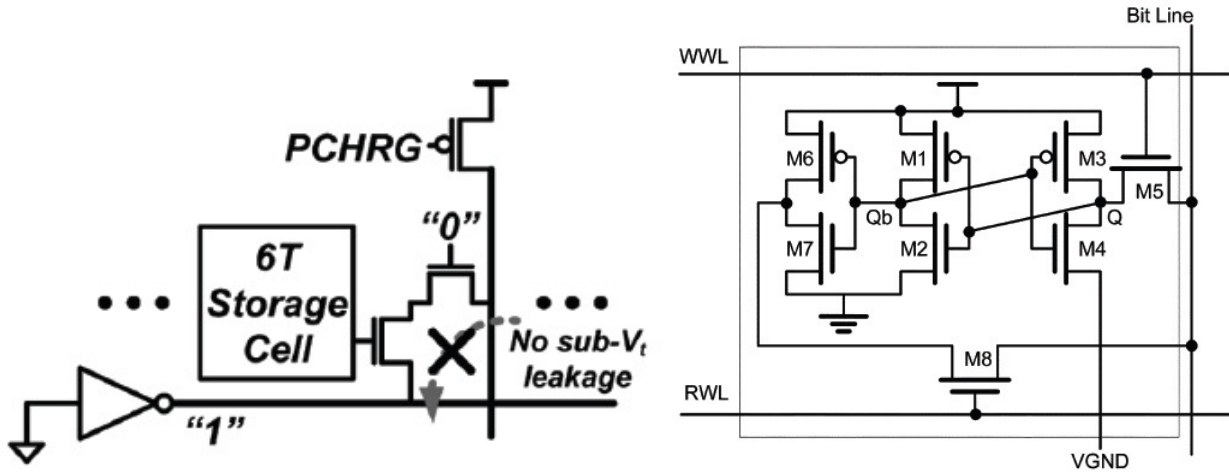 PCHRG
"0"
6T
Storage
Cell
No sub-Vt
leakage
"1"
Bit Line
WWL
M6
M1
M3
M5
Qb
Q
M7
M2
M4
M8
RWL
VGND